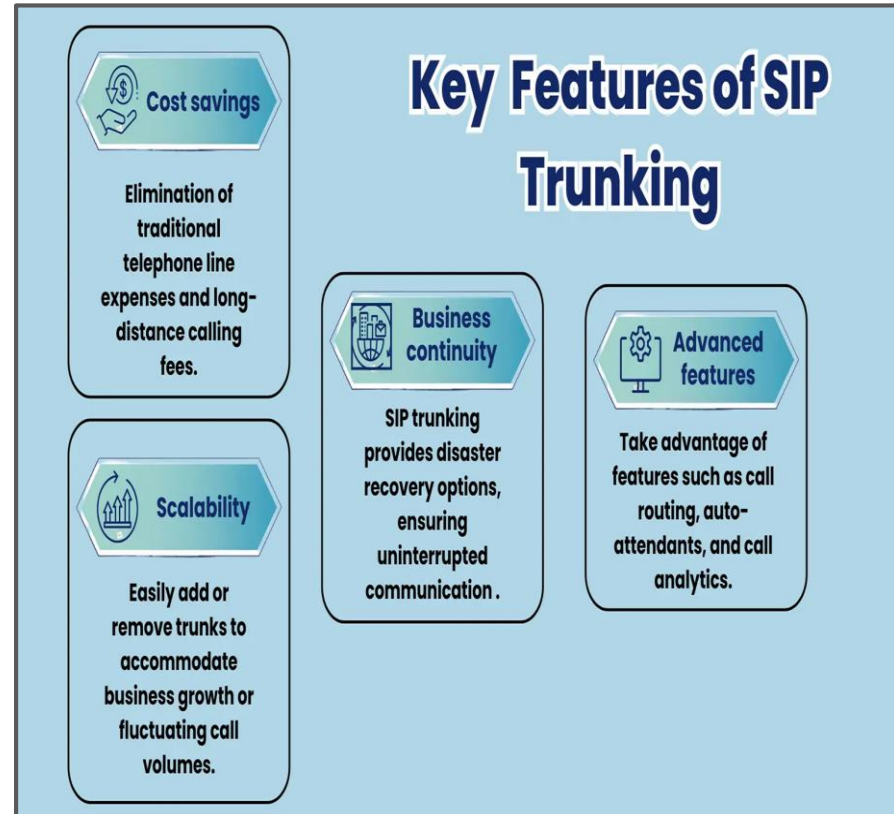 Key Features of SIP
Trunking
Cost savings
Elimination of
traditional
telephone line
expenses and long-
distance calling
fees.
Scalability
Easily add or
remove trunks to
accommodate
business growth or
fluctuating call
volumes.
Business
continuity
SIP trunking
provides disaster
recovery options,
ensuring
uninterrupted
communication .
Advanced
features
Take advantage of
features such as call
routing, auto-
attendants, and call
analytics.